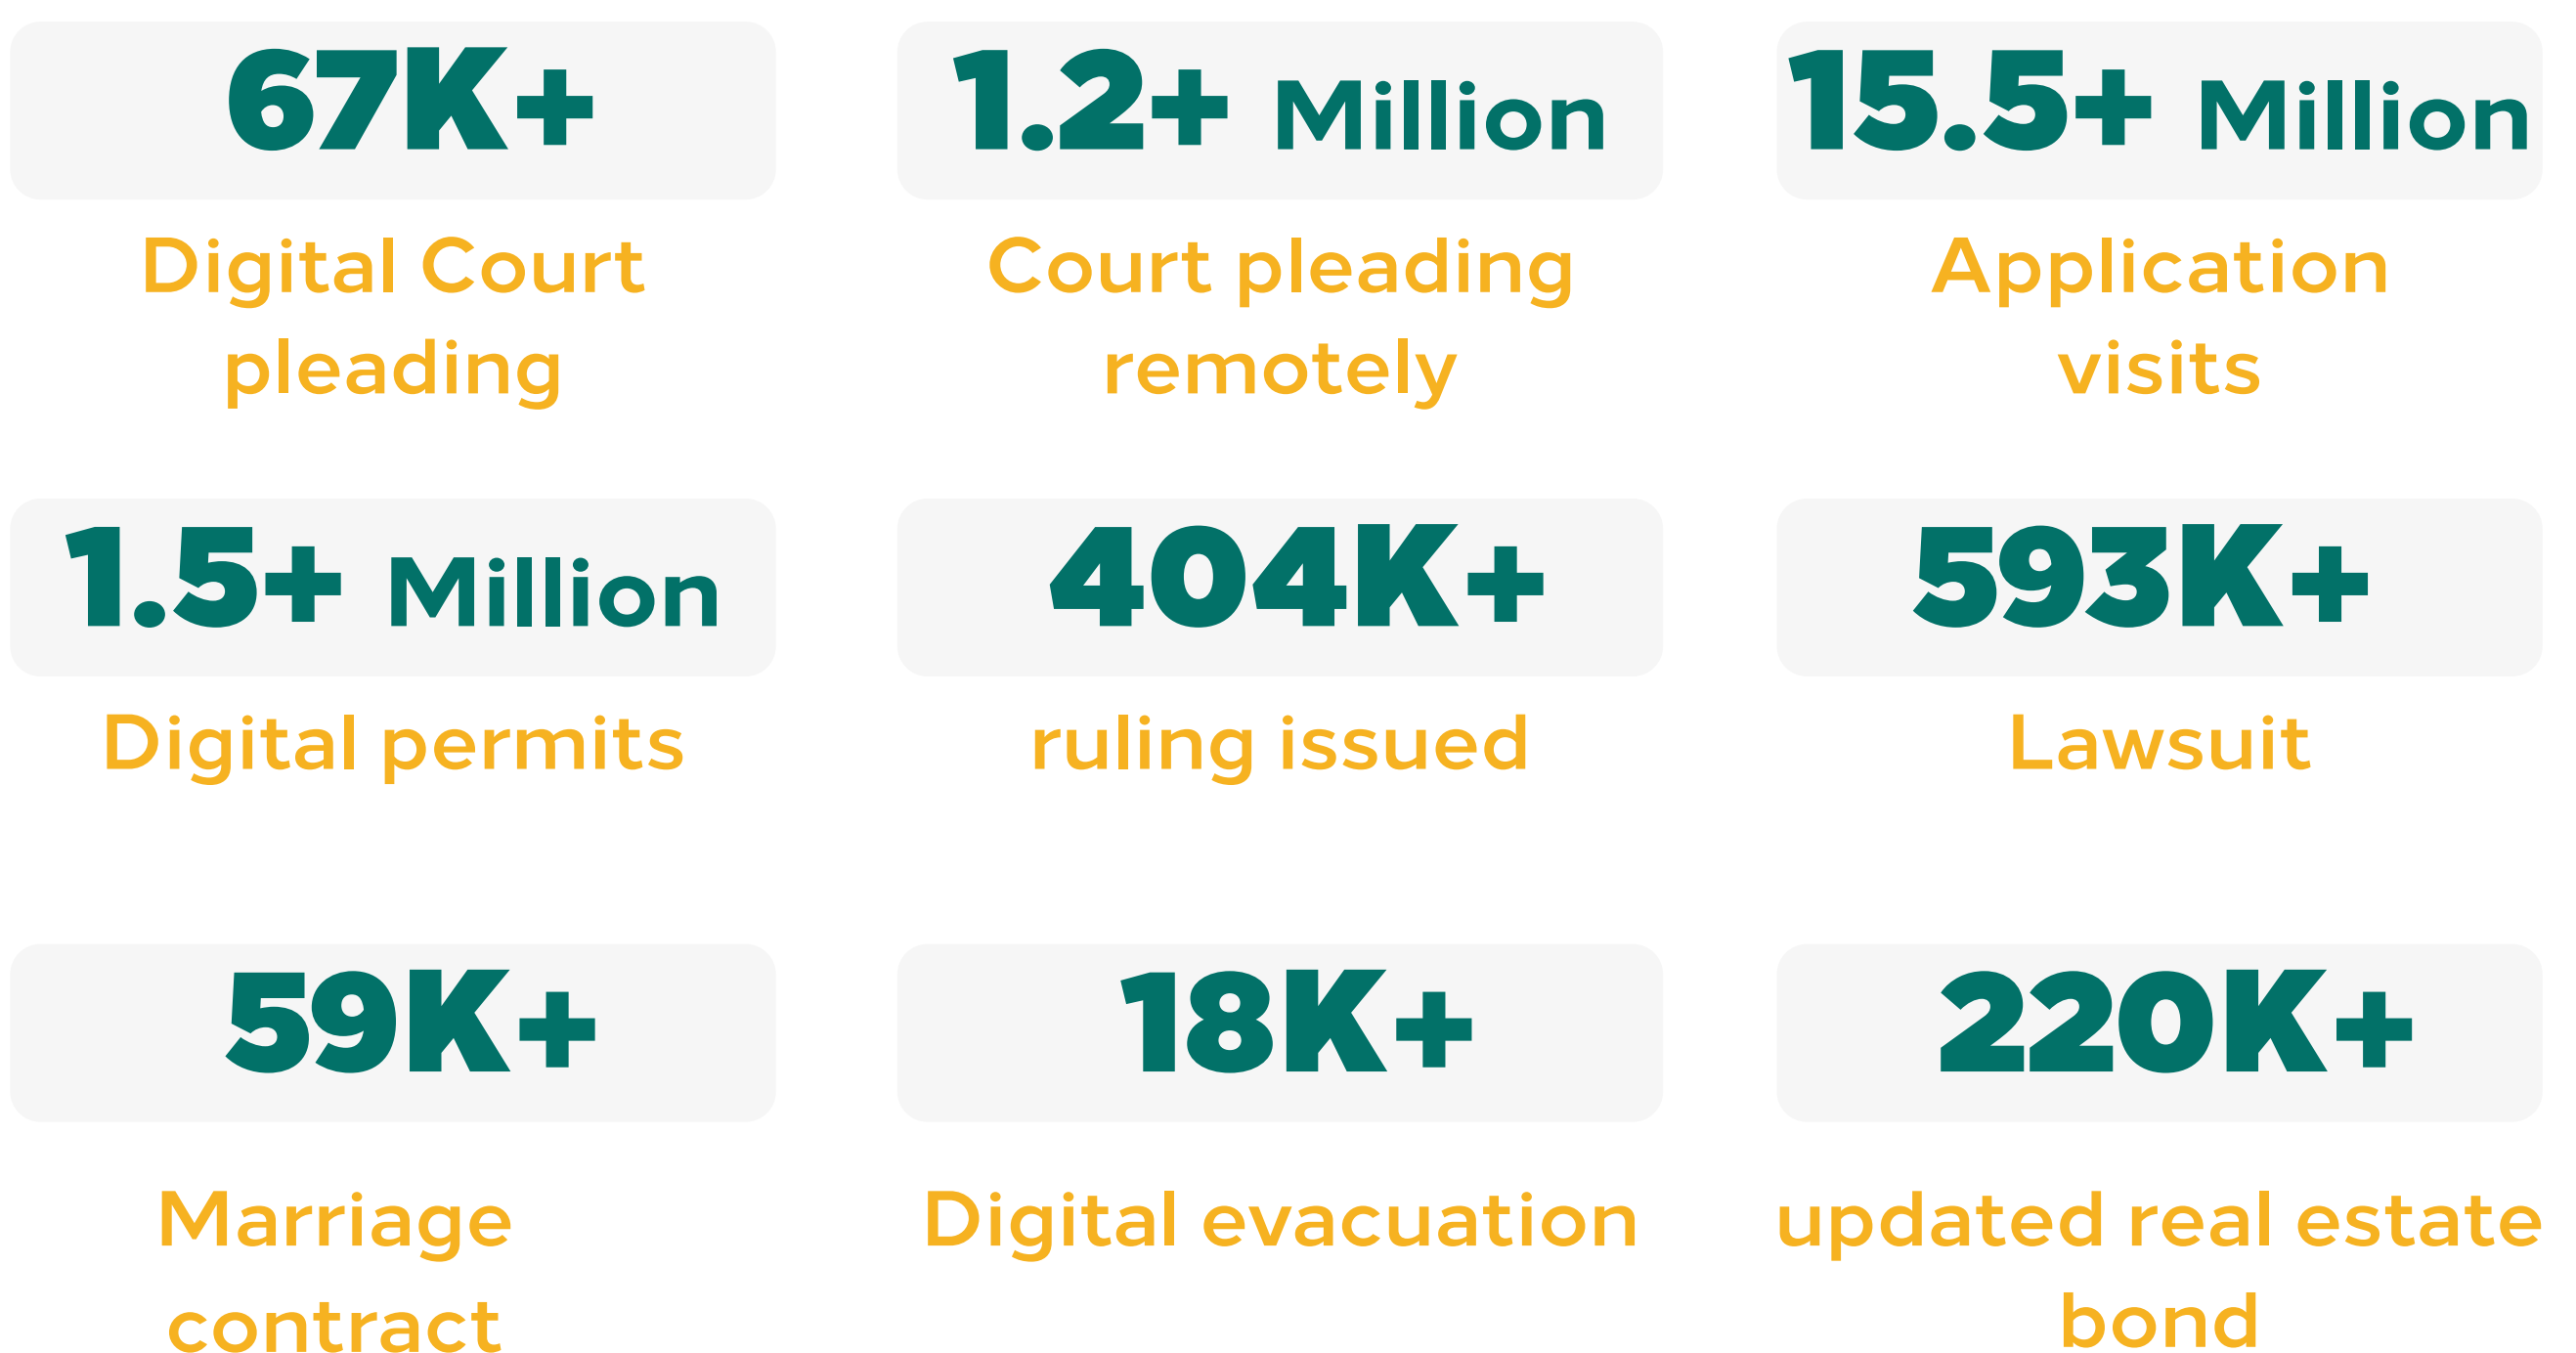 67K+
Digital Court
pleading
1.2+ Million
Court pleading
remotely
15.5+ Million
Application
visits
1.5+ Million
Digital permits
404K+
ruling issued
593K+
Lawsuit
59K+
Marriage
contract
18K+
Digital evacuation
220K+
updated real estate
bond